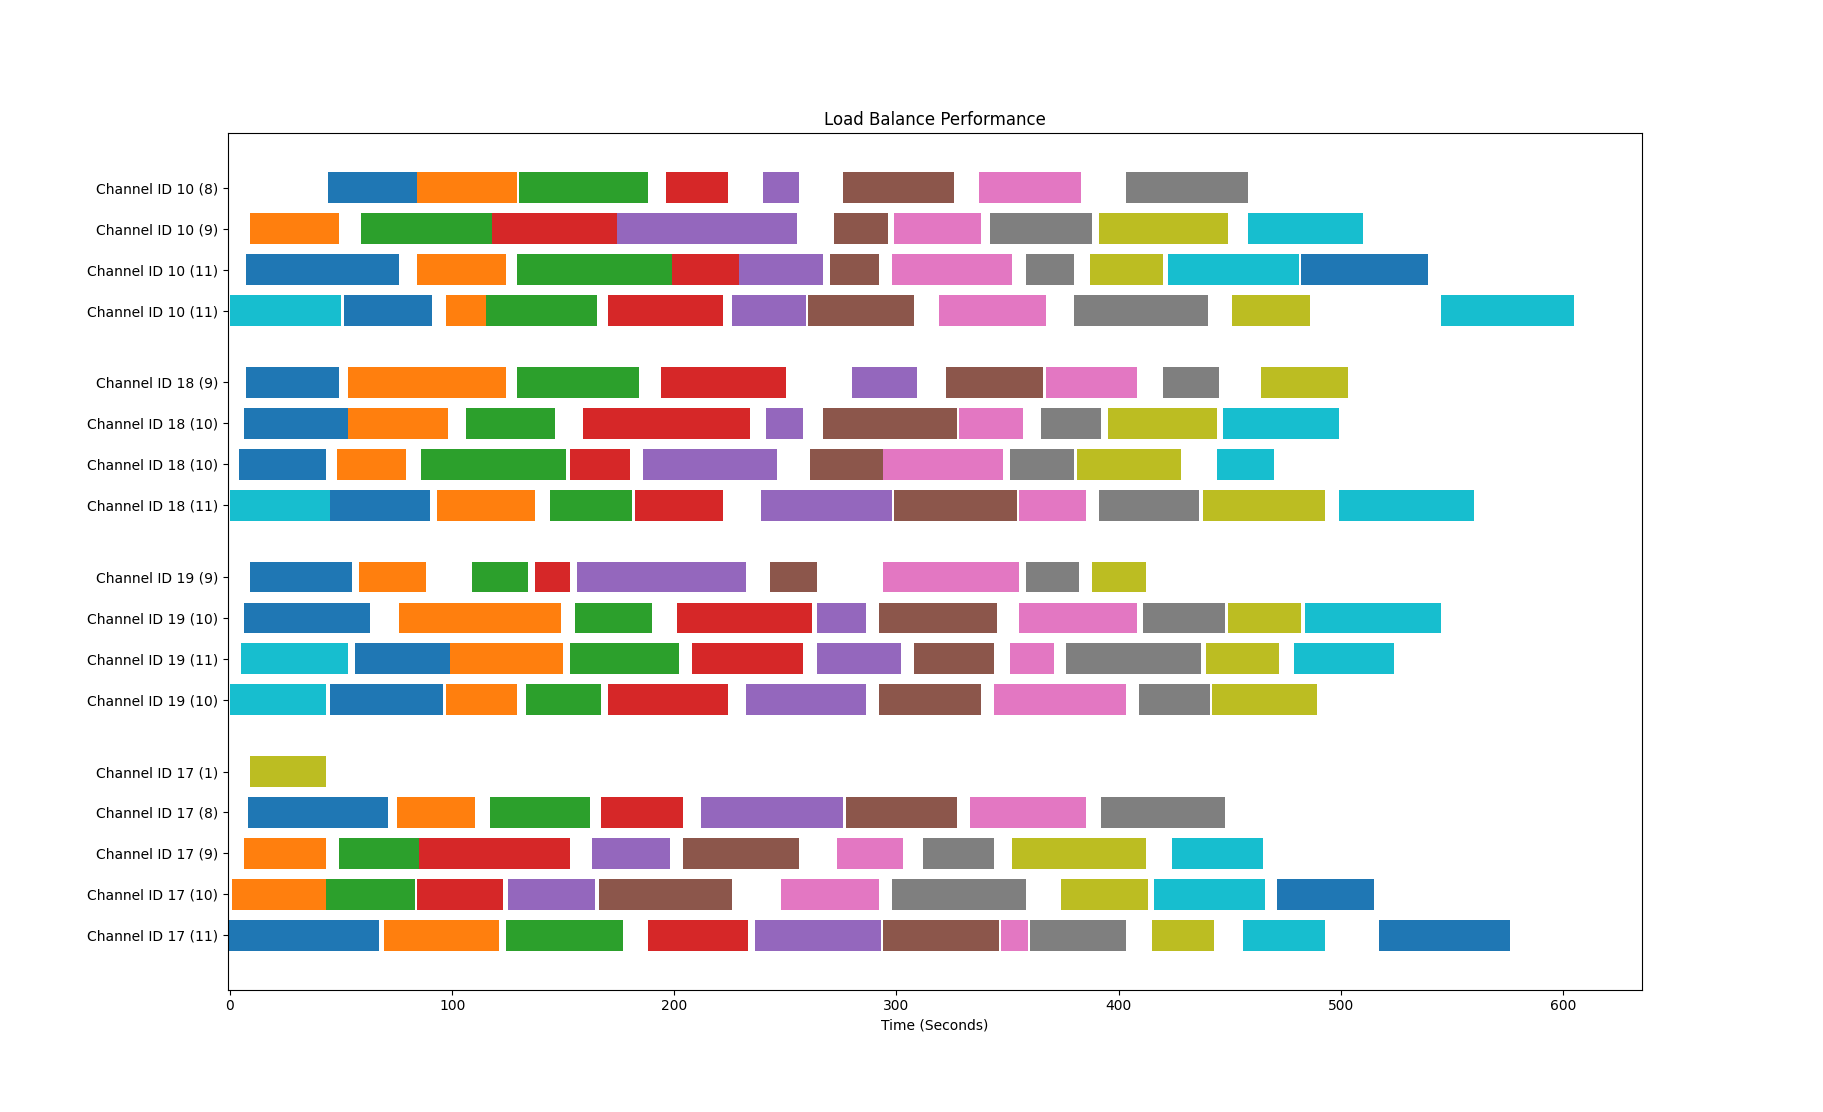 Load Balance Performance
Channel ID 10 (8)
Channel ID 10 (9)
Channel ID 10 (11)
Channel ID 10 (11)
Channel ID 18 (9)
Channel ID 18 (10)
Channel ID 18 (10)
Channel ID 18 (11)
Channel ID 19 (9)
Channel ID 19 (10)
Channel ID 19 (11)
Channel ID 19 (10)
Channel ID 17 (1)
Channel ID 17 (8)
Channel ID 17 (9)
Channel ID 17 (10)
Channel ID 17 (11)
0 100 200 300 400 500 600
Time (Seconds)